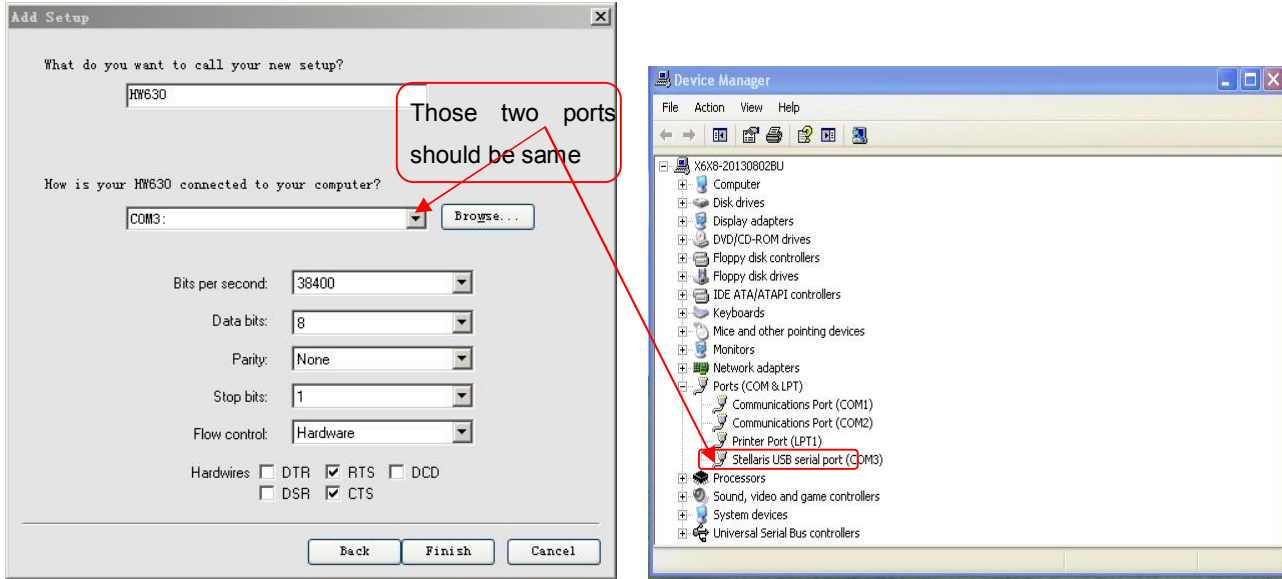 Add Setup
What do you want to call your new setup?
HW630
Those two ports
should be same
How is your HW630 connected to your computer?
COM3:
Browse...
Bits per second:
38400
Data bits:
8
Parity:
None
Stop bits:
1
Flow control:
Hardware
Hardwires
DTR
RTS
DCD
DSR
CTS
Back
Finish
Cancel
Device Manager
File Action View Help
X6X8-20130802BU
Computer
Disk drives
Display adapters
DVD/CD-ROM drives
Floppy disk controllers
Floppy disk drives
IDE ATA/ATAPI controllers
Keyboards
Mice and other pointing devices
Monitors
Network adapters
Ports (COM & LPT)
Communications Port (COM1)
Communications Port (COM2)
Printer Port (LPT1)
Stellaris USB serial port (COM3)
Processors
Sound, video and game controllers
System devices
Universal Serial Bus controllers